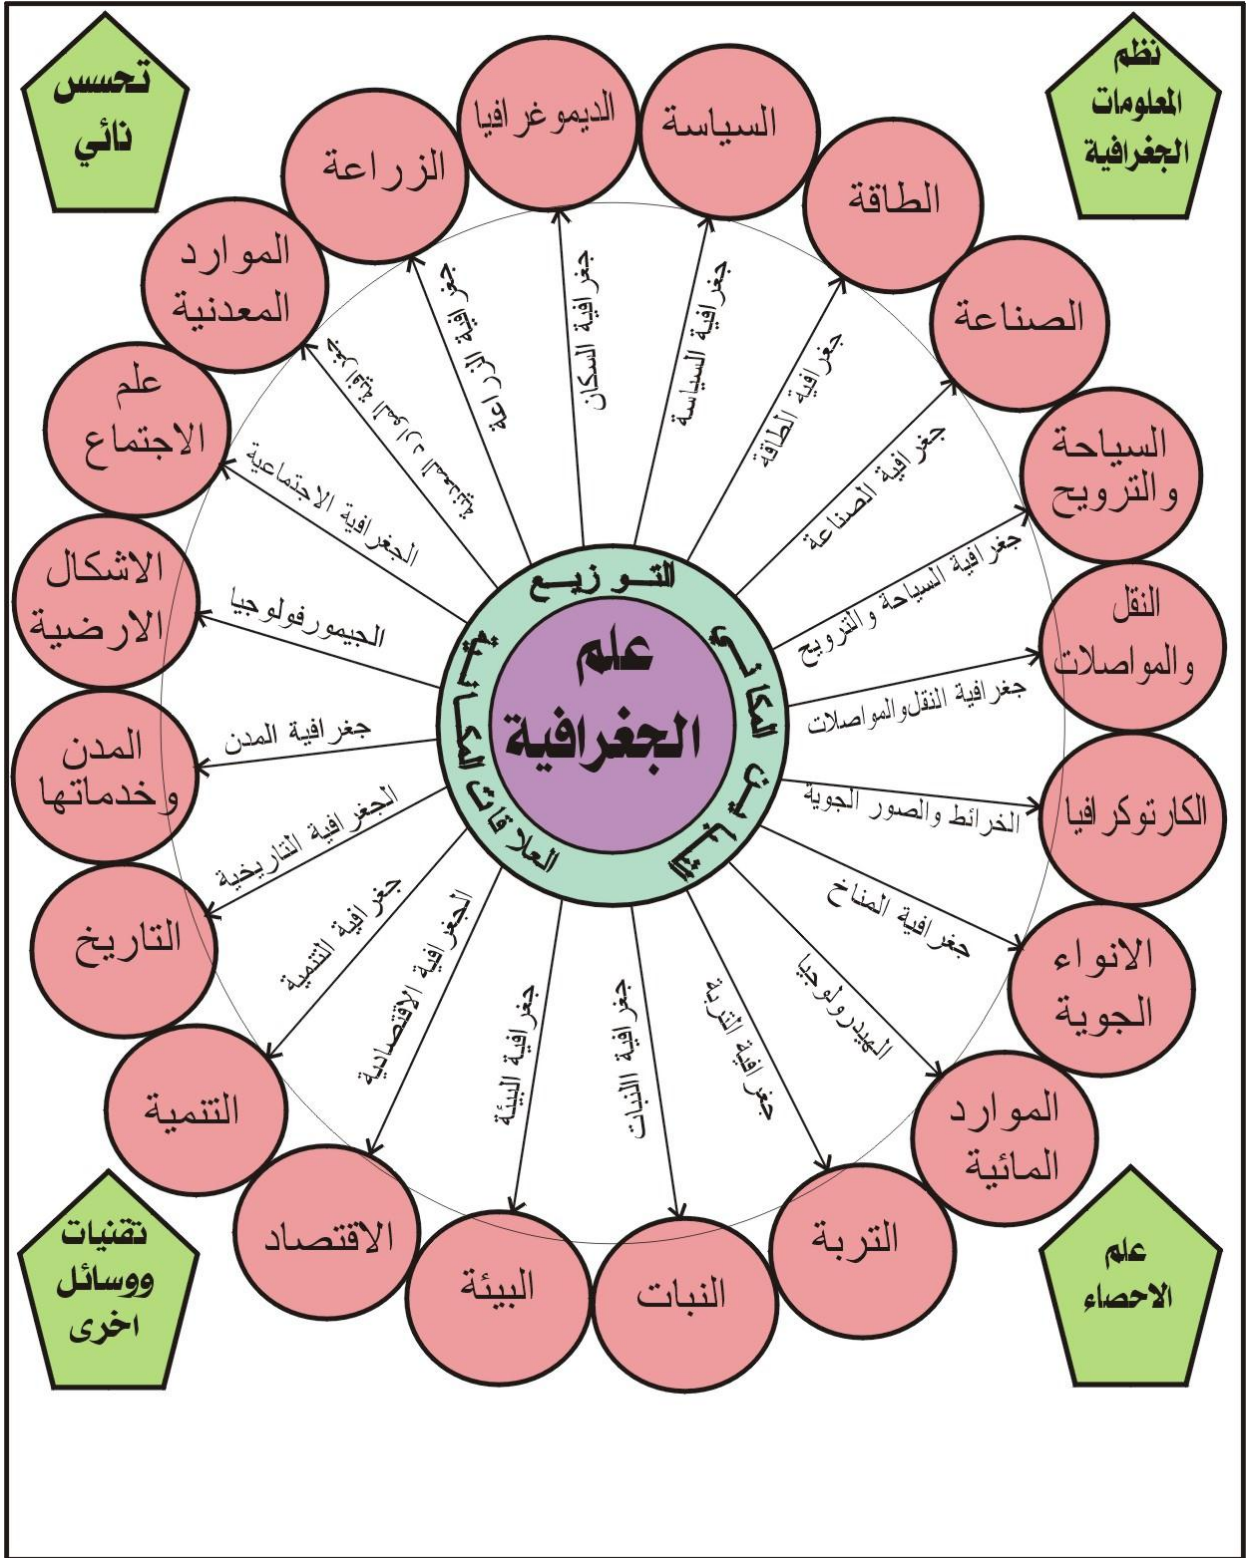 نظم
المعلومات
الجغرافية
تحسس
نائي
السياسة
الطاقة
الصناعة
السياحة
والترويح
النقل
والمواصلات
الكارتوكرافيا
الانواء
الجوية
الموارد
المائية
التربة
النبات
البيئة
الاقتصاد
التنمية
التاريخ
المدن
وخدماتها
الاشكال
الارضية
علم
الاجتماع
الموارد
المعدنية
الزراعة
الديموغرافيا
جغرافية السياسة
جغرافية الطاقة
جغرافية الصناعة
جغرافية السياحة والترويح
جغرافية النقل والمواصلات
الخرائط والصور الجوية
جغرافية المناخ
الهيدرولوجيا
جغرافية التربة
جغرافية النبات
جغرافية البيئة
الجغرافية الاقتصادية
جغرافية التنمية
الجغرافية التاريخية
جغرافية المدن
الجيمورفولوجيا
الجغرافية الاجتماعية
جغرافية الموارد المعدنية
جغرافية الزراعة
جغرافية السكان
التوزيع
التباين المكاني
العلاقات المكانية
علم
الجغرافية
علم
الاحصاء
تقنيات
ووسائل
اخرى